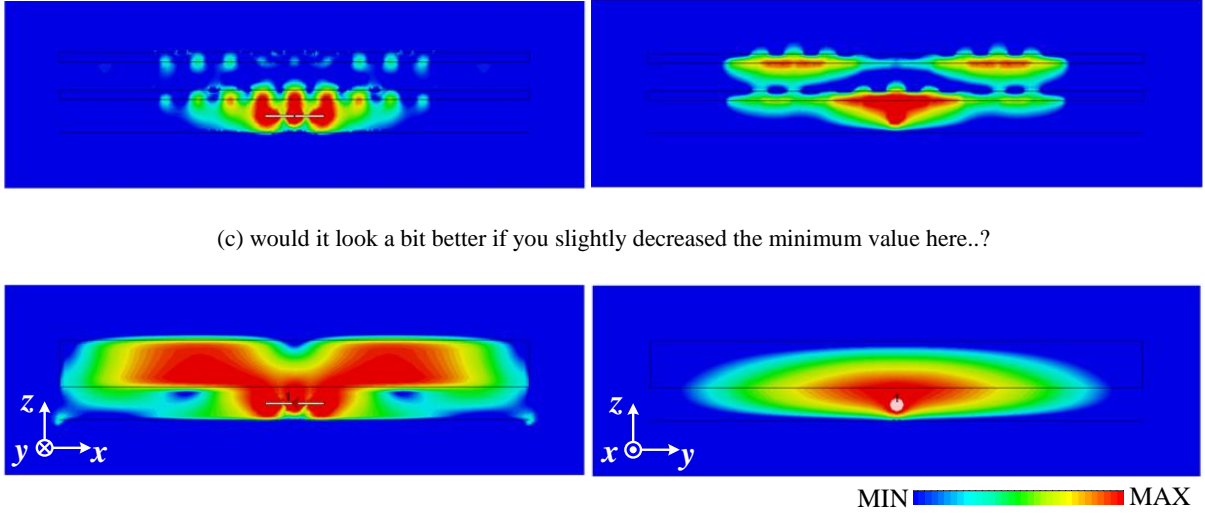 (c) would it look a bit better if you slightly decreased the minimum value here..?
z
y x
z
x y
MIN MAX